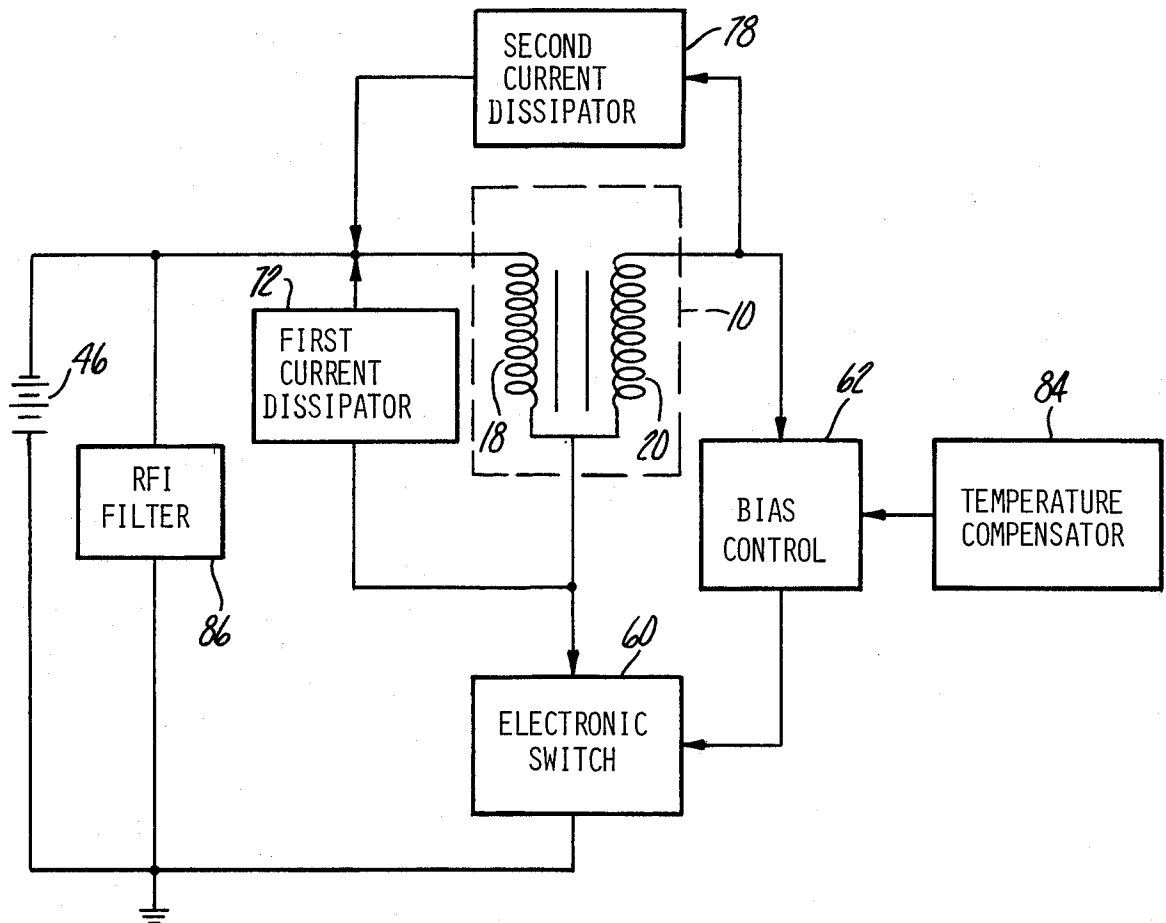 SECOND
CURRENT
DISSIPATOR
78
72
FIRST
CURRENT
DISSIPATOR
18
20
10
46
RFI
FILTER
86
62
BIAS
CONTROL
84
TEMPERATURE
COMPENSATOR
60
ELECTRONIC
SWITCH